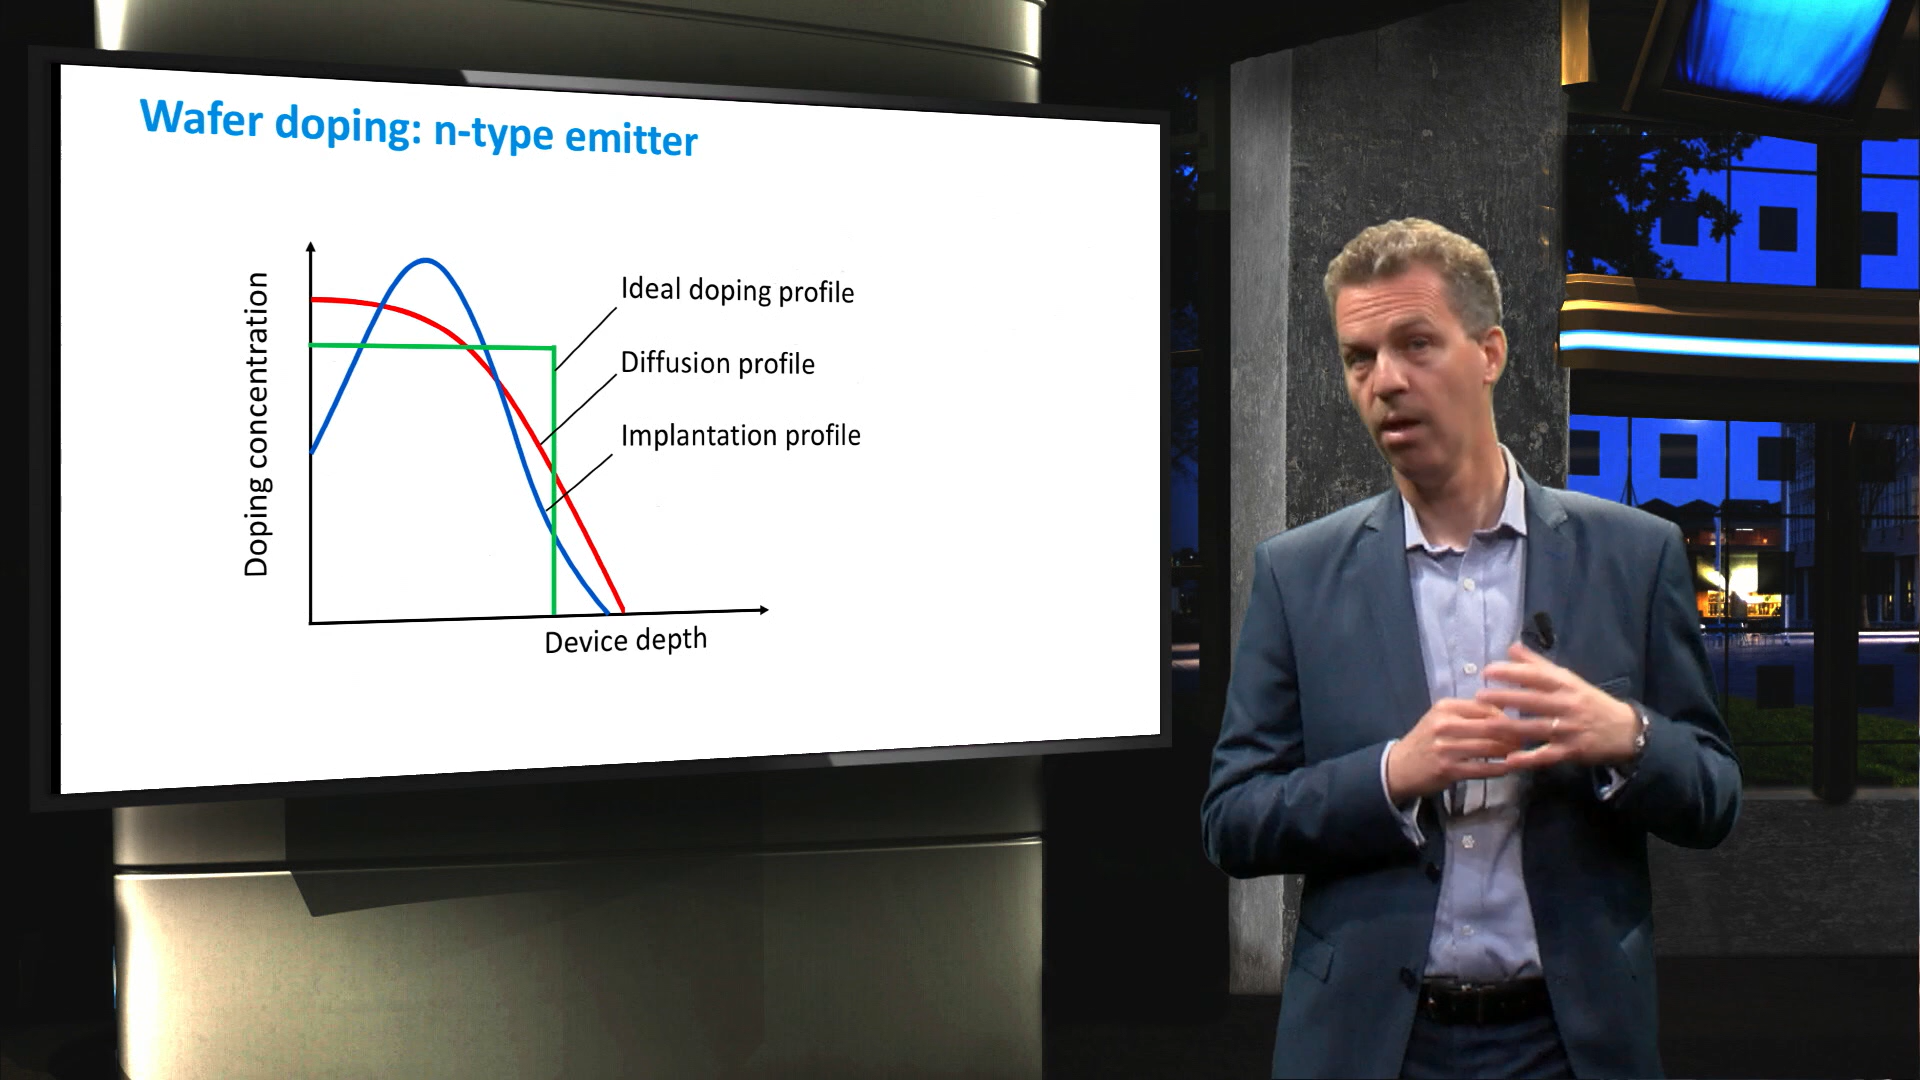 Wafer doping: n-type emitter
Doping concentration
Ideal doping profile
Diffusion profile
Implantation profile
Device depth